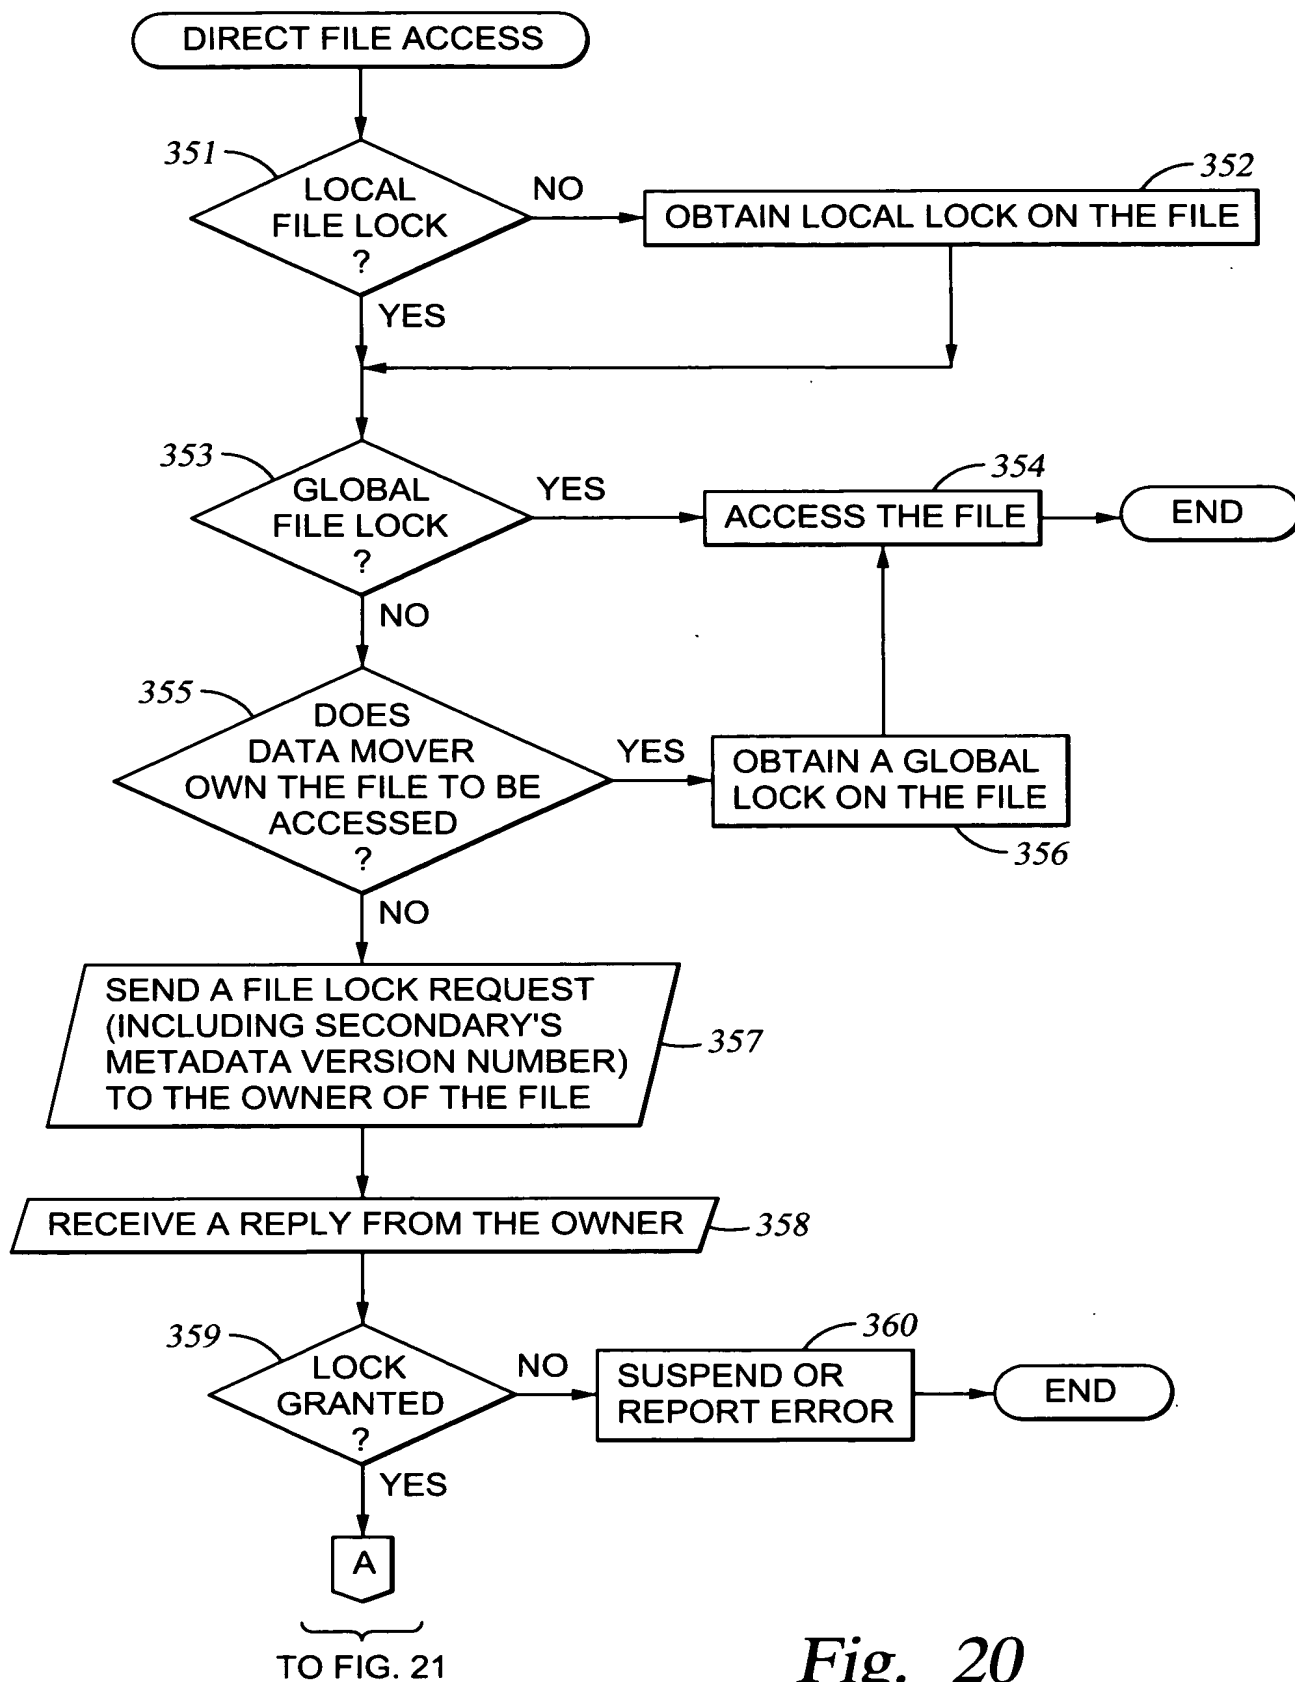 DIRECT FILE ACCESS
351
LOCAL
FILE LOCK
?
NO
352
OBTAIN LOCAL LOCK ON THE FILE
YES
353
GLOBAL
FILE LOCK
?
YES
354
ACCESS THE FILE
END
NO
355
DOES
DATA MOVER
OWN THE FILE TO BE
ACCESSED
?
YES
OBTAIN A GLOBAL
LOCK ON THE FILE
356
NO
SEND A FILE LOCK REQUEST
(INCLUDING SECONDARY'S
METADATA VERSION NUMBER)
TO THE OWNER OF THE FILE
357
RECEIVE A REPLY FROM THE OWNER
358
359
LOCK
GRANTED
?
NO
360
SUSPEND OR
REPORT ERROR
END
YES
A
TO FIG. 21
Fig. 20